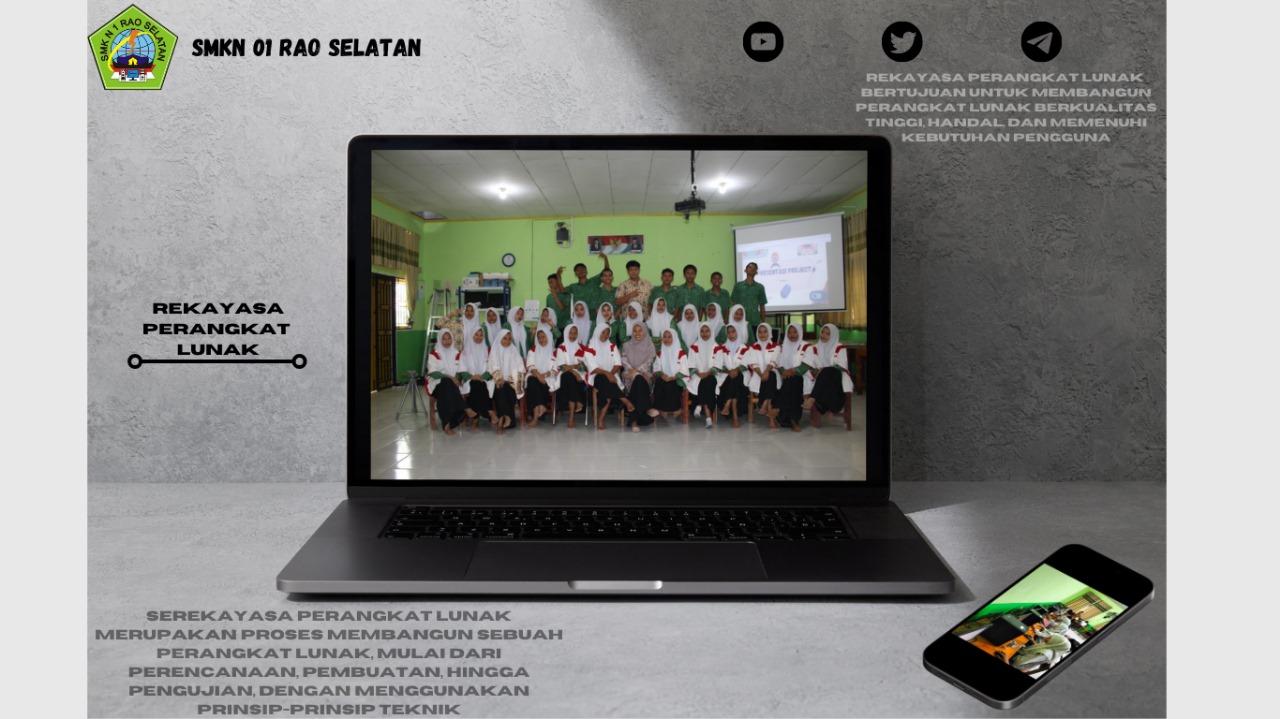 SMK N 1 RAO SELATAN
SMKN 01 RAO SELATAN
REKAYASA PERANGKAT LUNAK
BERTUJUAN UNTUK MEMBANGUN
PERANGKAT LUNAK BERKUALITAS
TINGGI, HANDAL, DAN MEMENUHI
KEBUTUHAN PENGGUNA
REKAYASA
PERANGKAT
LUNAK
PROJECT
SEREKAYASA PERANGKAT LUNAK
MERUPAKAN PROSES MEMBANGUN SEBUAH
PERANGKAT LUNAK, MULAI DARI
PERENCANAAN, PEMBUATAN, HINGGA
PENGUJIAN, DENGAN MENGGUNAKAN
PRINSIP-PRINSIP TEKNIK